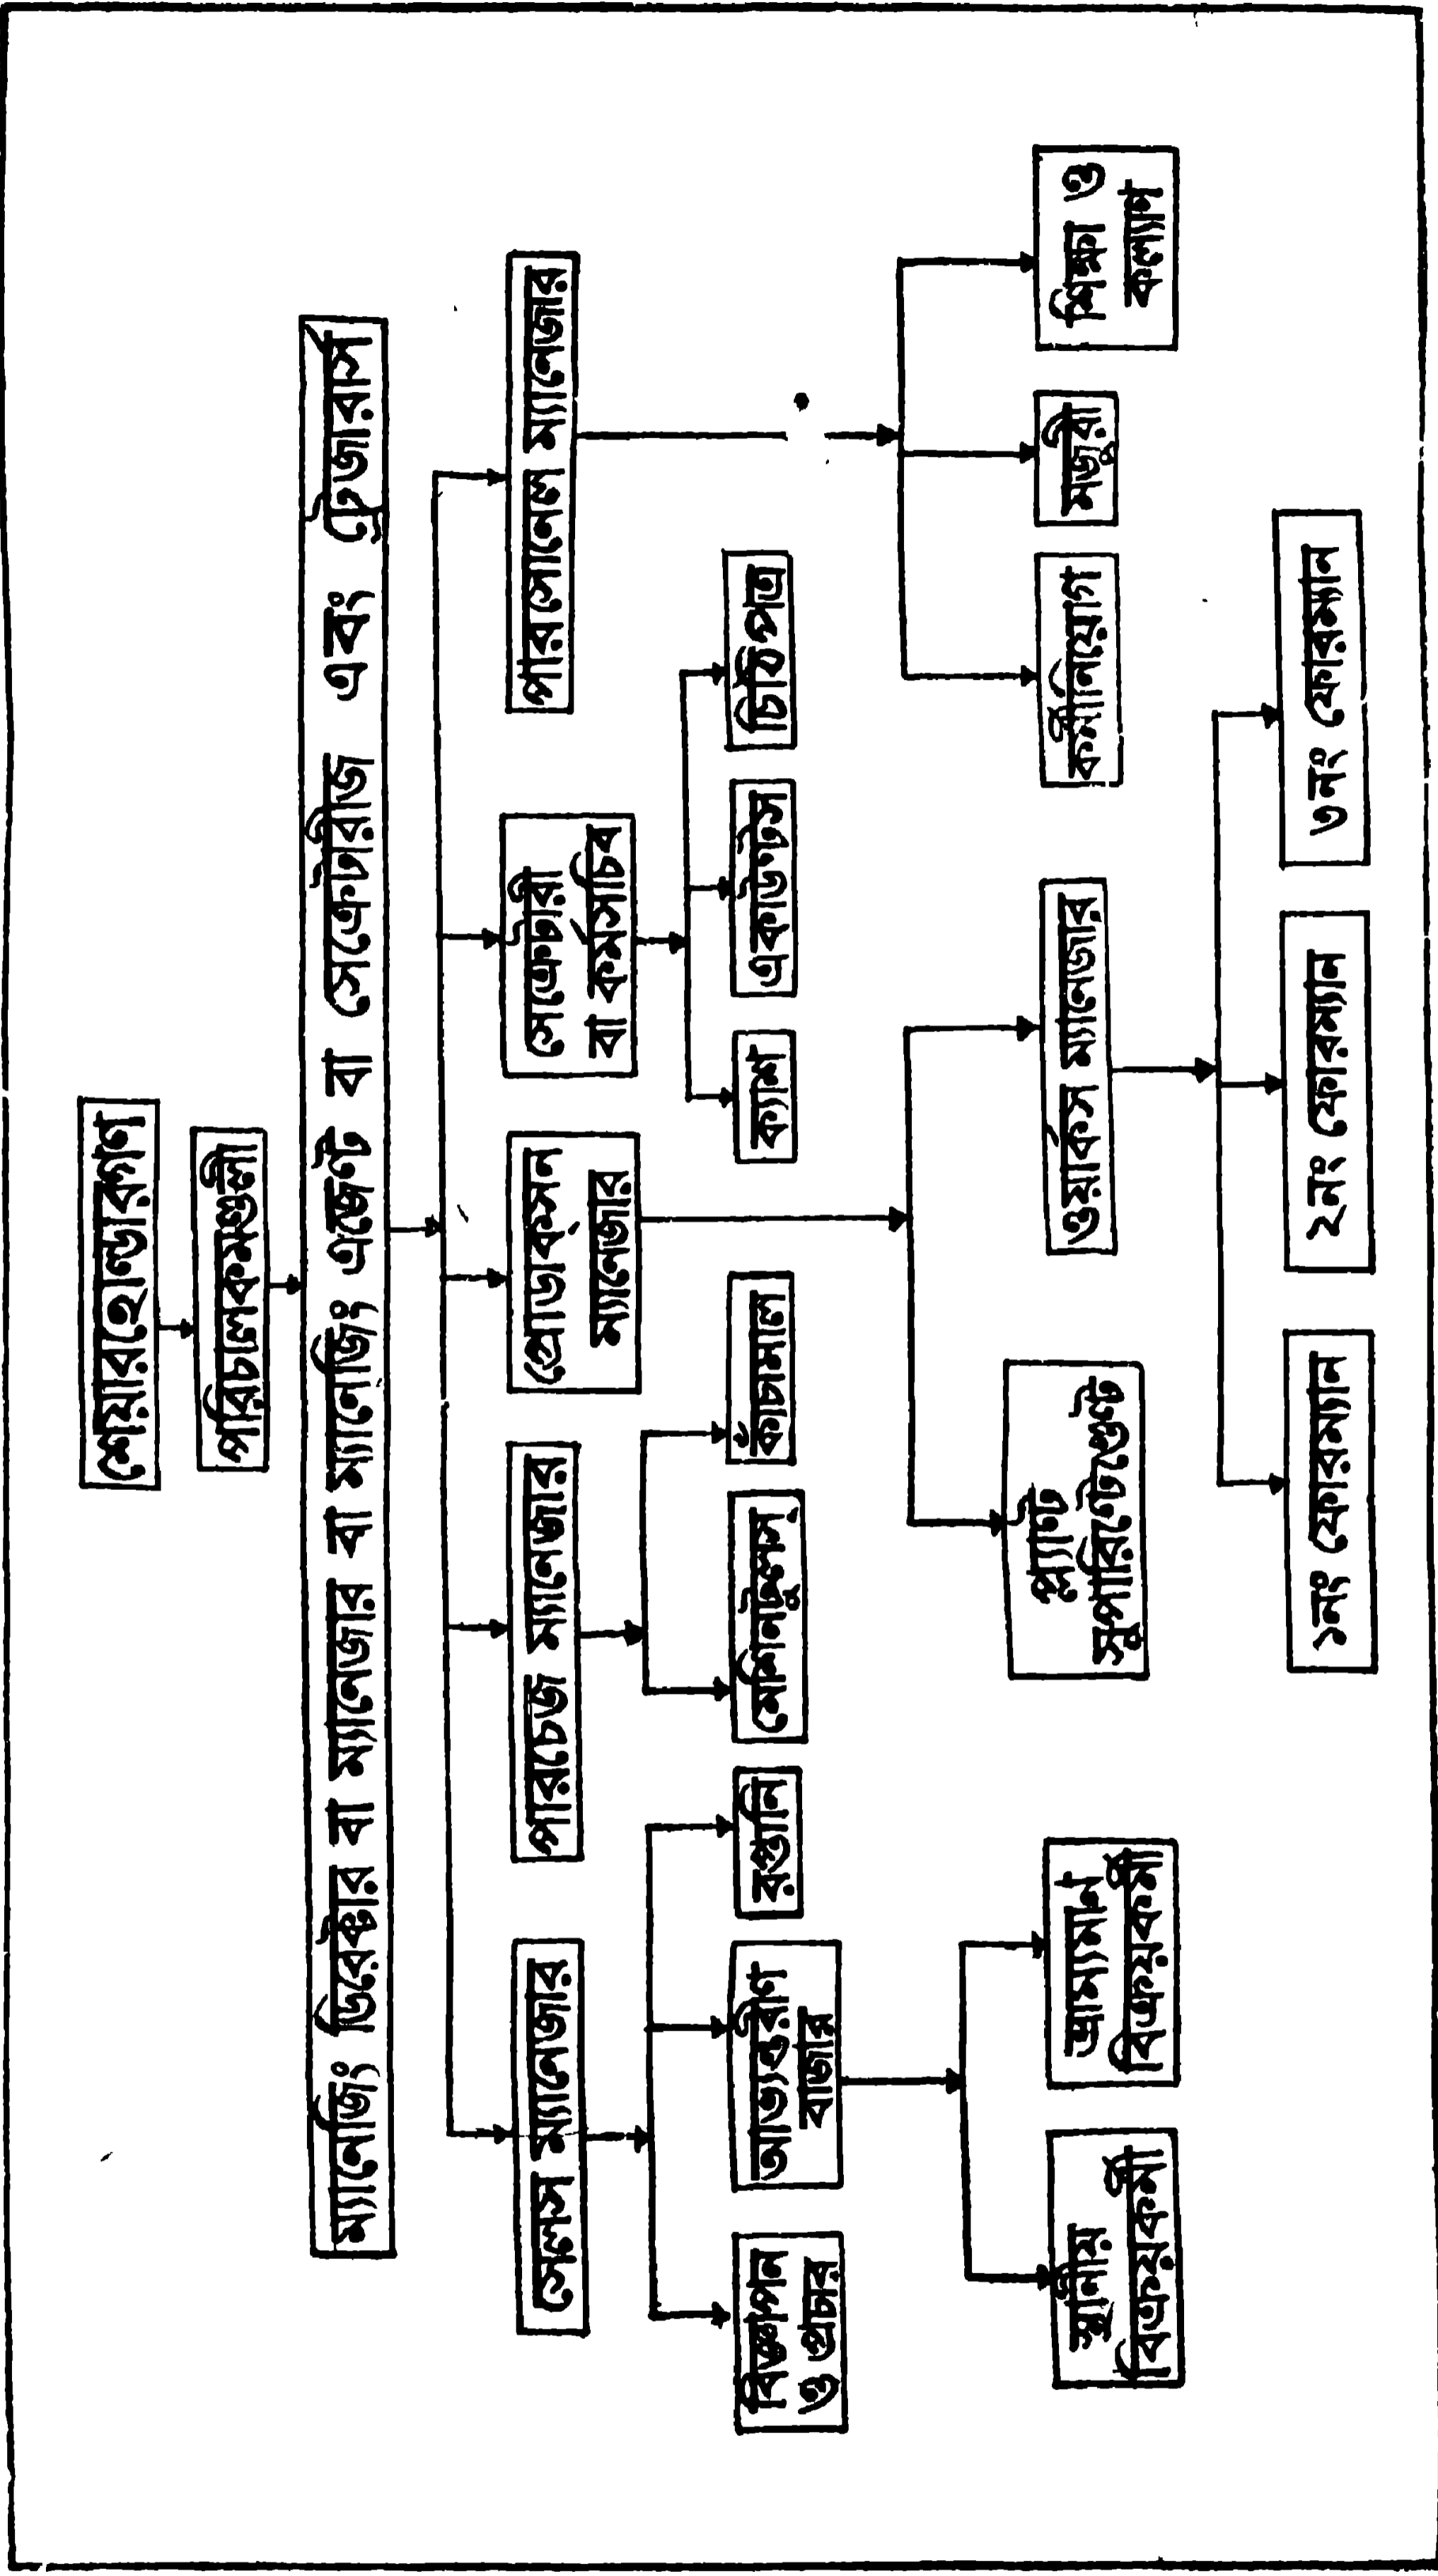 শেয়ারহোল্ডারগণ
পরিচালকমণ্ডলী
ম্যানেজিং ডিরেক্টার বা ম্যানেজার বা ম্যানেজিং এজেণ্ট বা সেক্রেটারীজ এবং ট্রেজারার্স
সেলস ম্যানেজার
পারচেজ ম্যানেজার
প্রোডাকসন
ম্যানেজার
সেক্রেটারী
বা কর্মসচিব
পারসোনেল ম্যানেজার
বিজ্ঞাপন
ও প্রচার
আভ্যন্তরীণ
বাজার
রপ্তানি
মেশিনটুলস্
কাঁচামাল
ক্যাশ
একাউণ্টস
চিঠিপত্র
স্থানীয়
বিক্রয়কর্মী
ভ্রাম্যমান
বিক্রয়কর্মী
প্ল্যাণ্ট
সুপারিণ্টেণ্ডেণ্ট
ওয়ার্কস ম্যানেজার
কর্মীনিয়োগ
মজুরী
শিক্ষা ও
কল্যাণ
১নং ফোরম্যান
২নং ফোরম্যান
৩নং ফোরম্যান